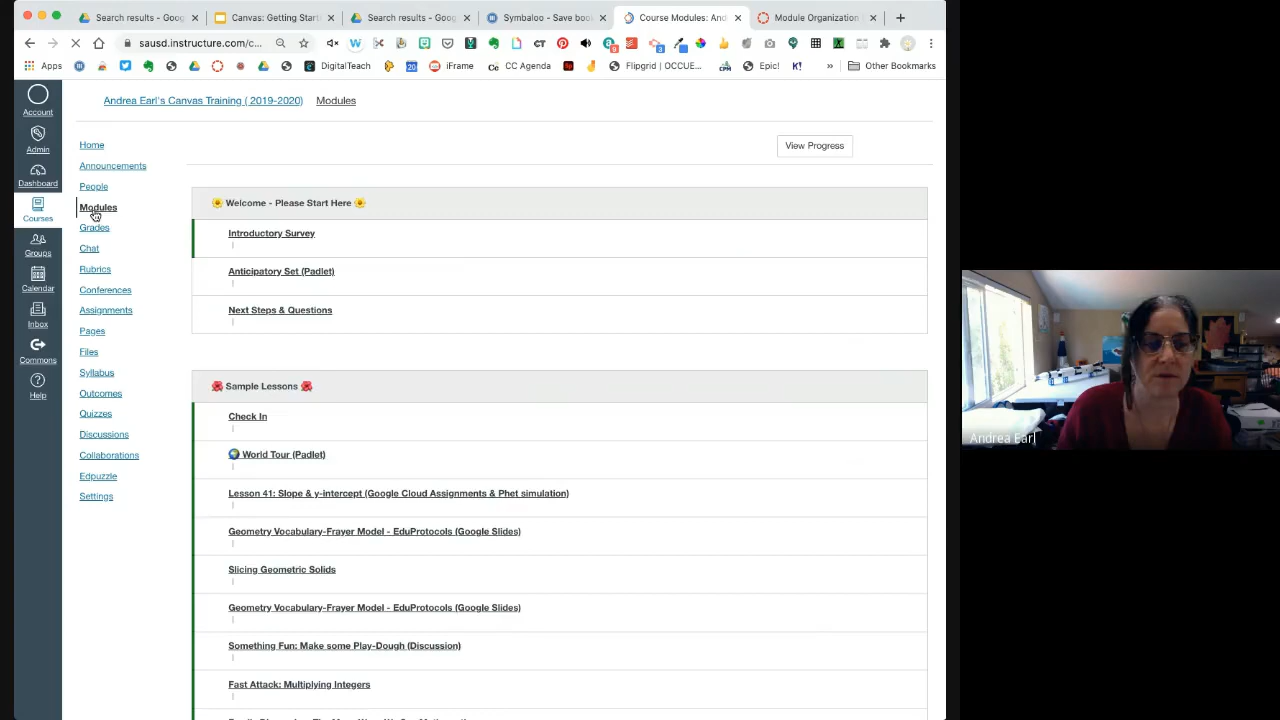 Search results - Goog
Canvas: Getting Starte
Search results - Goog
Symbaloo - Save book
Course Modules: And
Module Organization
sausd.instructure.com/c...
Apps
DigitalTeach
iFrame
CC Agenda
Flipgrid | OCCUE...
Epic!
Other Bookmarks
Account
Admin
Dashboard
Courses
Groups
Calendar
Inbox
Commons
Help
Andrea Earl's Canvas Training ( 2019-2020)
Modules
Home
Announcements
People
Modules
Grades
Chat
Rubrics
Conferences
Assignments
Pages
Files
Syllabus
Outcomes
Quizzes
Discussions
Collaborations
Edpuzzle
Settings
View Progress
Welcome - Please Start Here
Introductory Survey
Anticipatory Set (Padlet)
Next Steps & Questions
Sample Lessons
Check In
World Tour (Padlet)
Lesson 41: Slope & y-intercept (Google Cloud Assignments & Phet simulation)
Geometry Vocabulary-Frayer Model - EduProtocols (Google Slides)
Slicing Geometric Solids
Geometry Vocabulary-Frayer Model - EduProtocols (Google Slides)
Something Fun: Make some Play-Dough (Discussion)
Fast Attack: Multiplying Integers
Andrea Earl